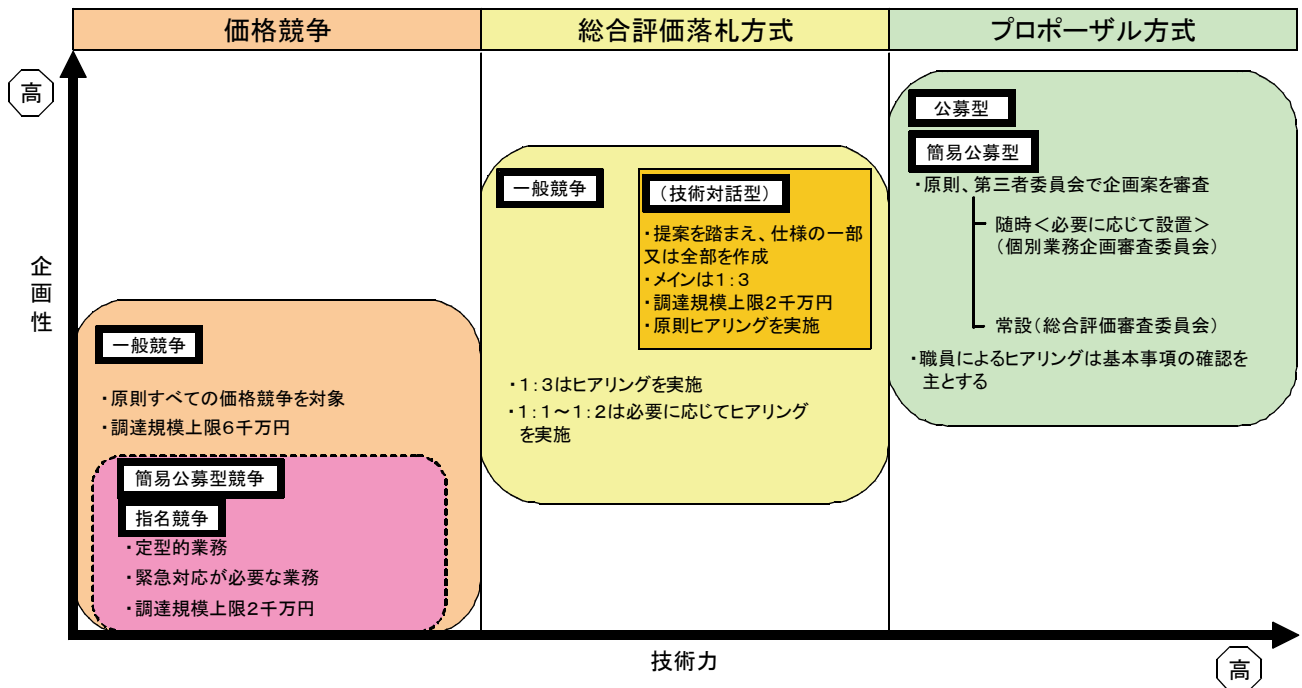 価格競争
総合評価落札方式
プロポーザル方式
高
企画性
一般競争
・原則すべての価格競争を対象
・調達規模上限6千万円
簡易公募型競争
指名競争
・定型的業務
・緊急対応が必要な業務
・調達規模上限2千万円
一般競争
(技術対話型)
・提案を踏まえ、仕様の一部
又は全部を作成
・メインは1:3
・調達規模上限2千万円
・原則ヒアリングを実施
・1:3はヒアリングを実施
・1:1~1:2は必要に応じてヒアリング
を実施
公募型
簡易公募型
・原則、第三者委員会で企画案を審査
随時<必要に応じて設置>
(個別業務企画審査委員会)
常設(総合評価審査委員会)
・職員によるヒアリングは基本事項の確認を
主とする
技術力
高